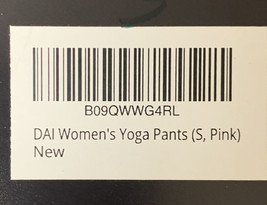 B09QWWG4RL
DAI Women's Yoga Pants (S, Pink)
New